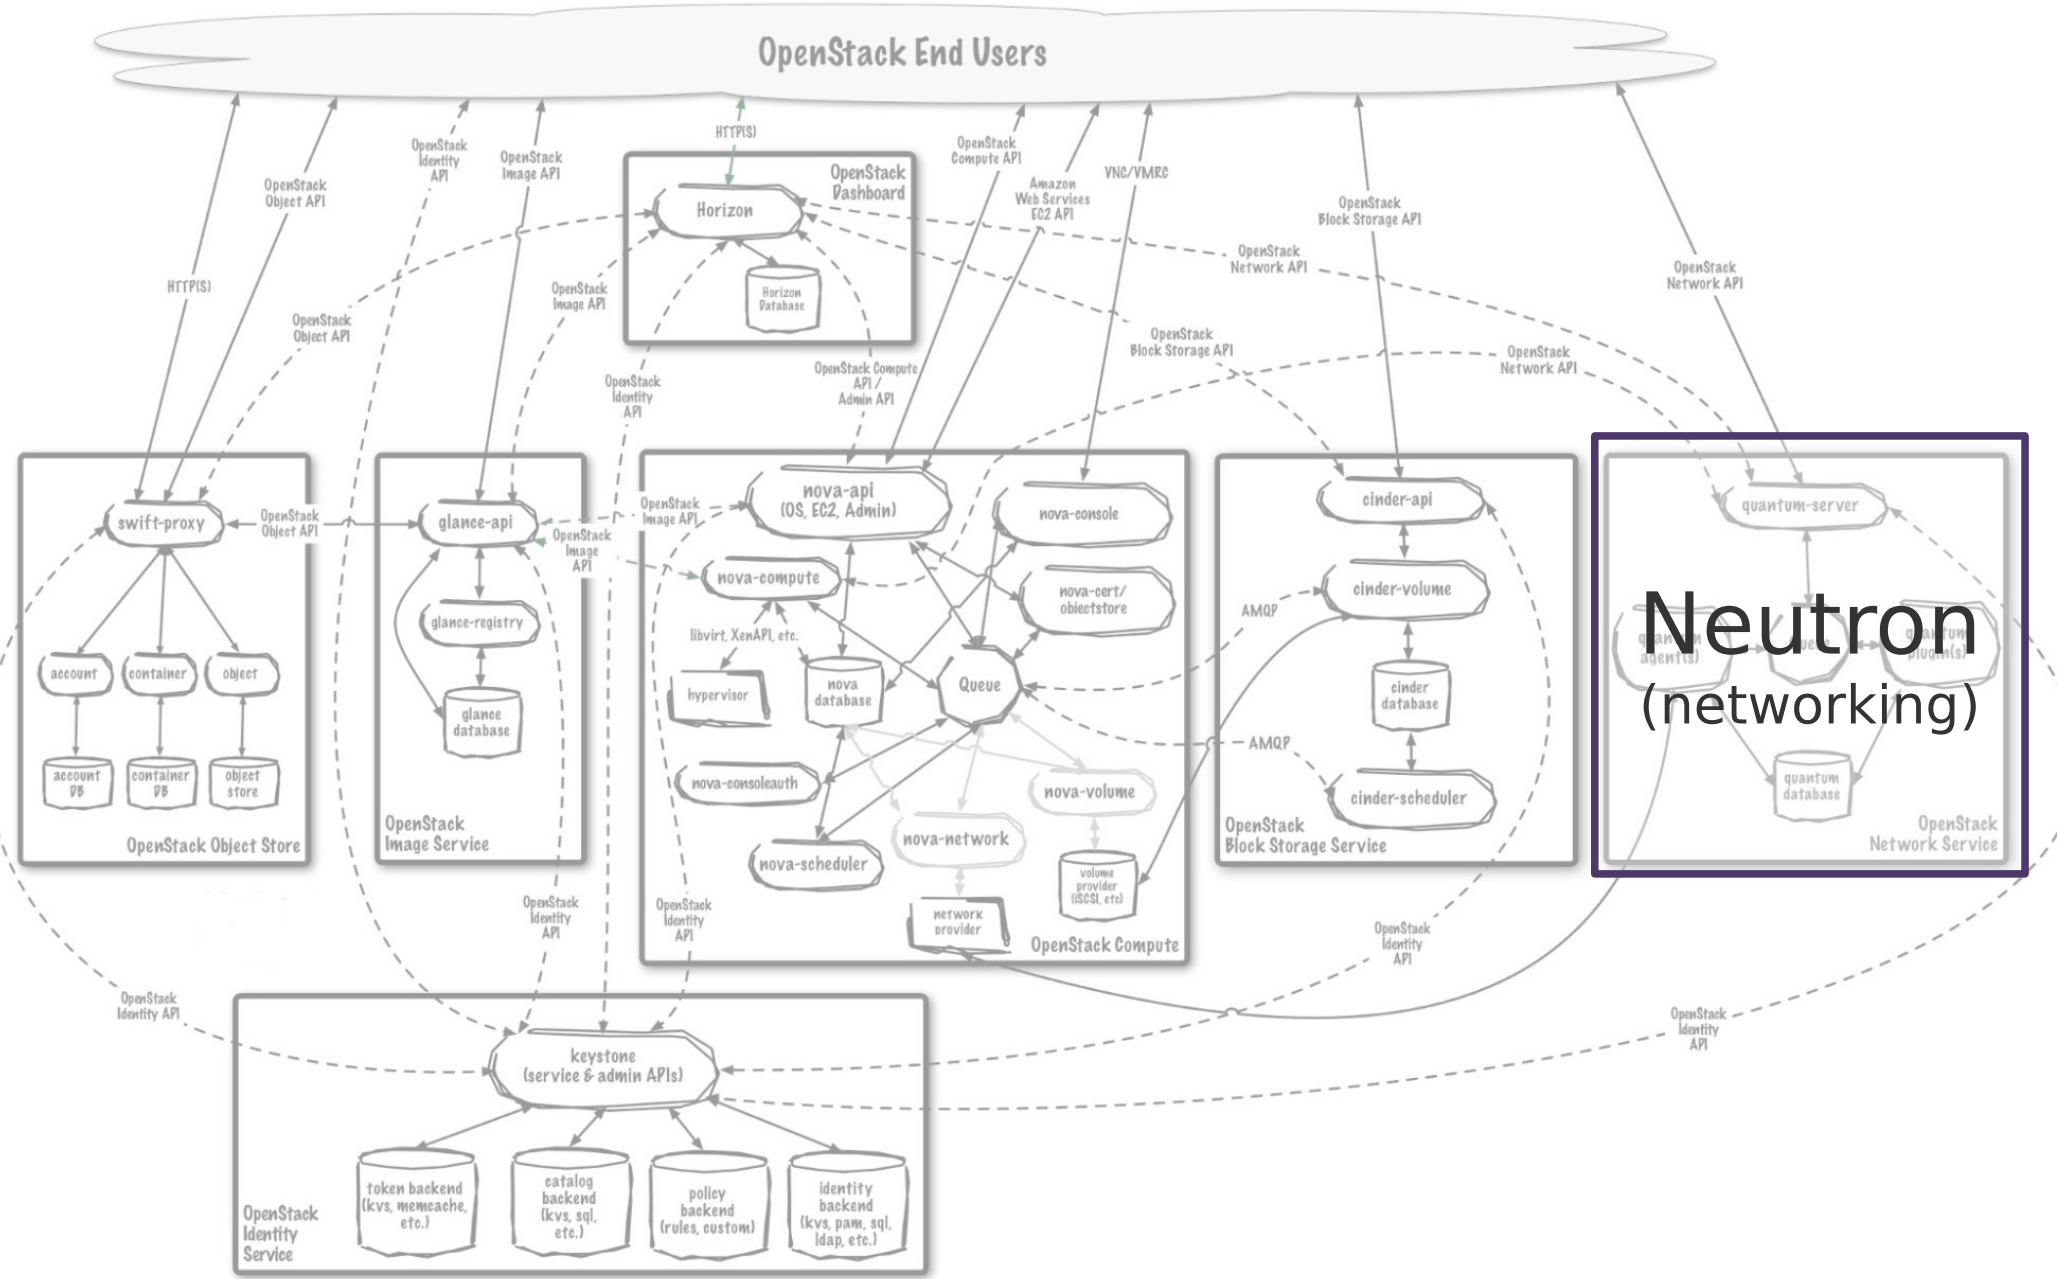 OpenStack End Users
HTTP(S)
OpenStack
Object API
OpenStack
Identity
API
OpenStack
Image API
HTTP(S)
OpenStack
Dashboard
Horizon
Horizon
Database
OpenStack
Compute API
Amazon
Web Services
EC2 API
VNC/VMRC
OpenStack
Block Storage API
OpenStack
Network API
OpenStack
Network API
OpenStack
Object API
OpenStack
Image API
OpenStack
Identity
API
OpenStack Compute
API /
Admin API
OpenStack
Block Storage API
OpenStack
Network API
swift-proxy
account
container
object
account
DB
container
DB
object
store
OpenStack Object Store
OpenStack
Object API
glance-api
glance-registry
glance
database
OpenStack
Image Service
OpenStack
Image API
OpenStack
Image
API
nova-api
(OS, EC2, Admin)
nova-console
nova-compute
nova-cert/
objectstore
libvirt, XenAPI, etc.
hypervisor
nova
database
Queue
nova-consoleauth
nova-volume
nova-network
nova-scheduler
volume
provider
(iSCSI, etc)
network
provider
OpenStack Compute
cinder-api
cinder-volume
AMQP
cinder
database
AMQP
cinder-scheduler
OpenStack
Block Storage Service
quantum-server
Neutron
(networking)
quantum
agent(s)
Queue
quantum
plugin(s)
quantum
database
OpenStack
Network Service
OpenStack
Identity
API
OpenStack
Identity
API
OpenStack
Identity
API
OpenStack
Identity API
OpenStack
Identity
API
keystone
(service & admin APIs)
token backend
(kvs, memcache,
etc.)
catalog
backend
(kvs, sql,
etc.)
policy
backend
(rules, custom)
identity
backend
(kvs, pam, sql,
ldap, etc.)
OpenStack
Identity
Service